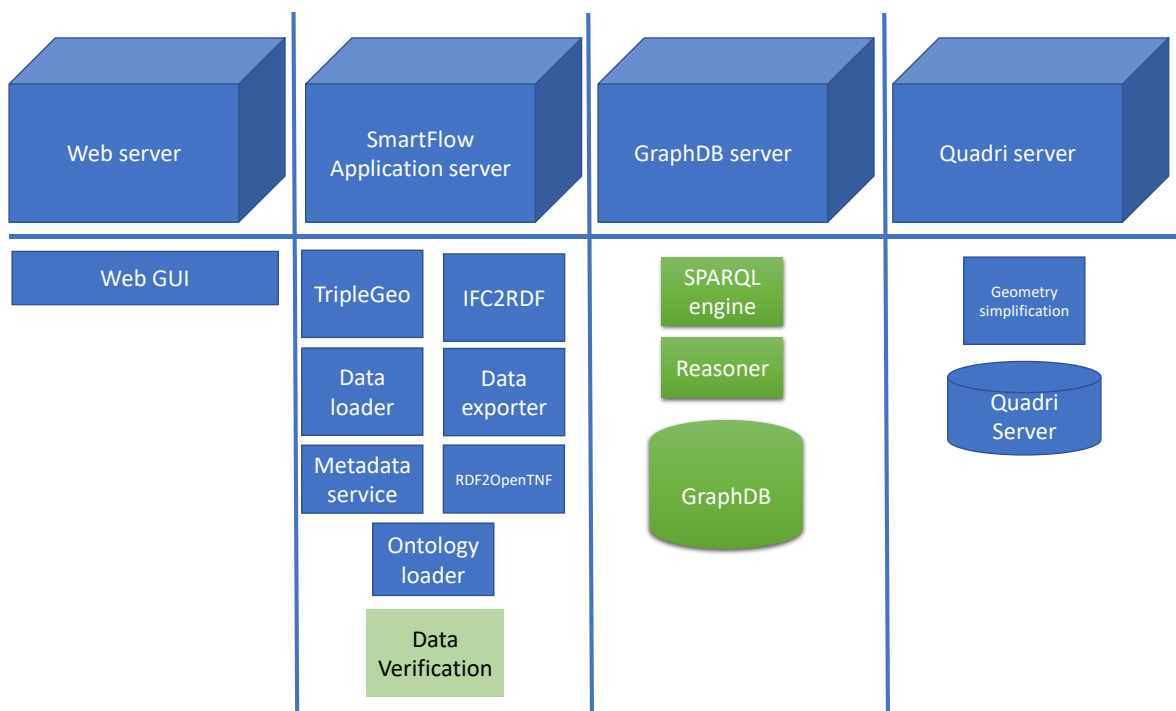 Web server
SmartFlow
Application server
GraphDB server
Quadri server
Web GUI
TripleGeo
IFC2RDF
Data
loader
Data
exporter
Metadata
service
RDF2OpenTNF
Ontology
loader
Data
Verification
SPARQL
engine
Reasoner
GraphDB
Geometry
simplification
Quadri
Server